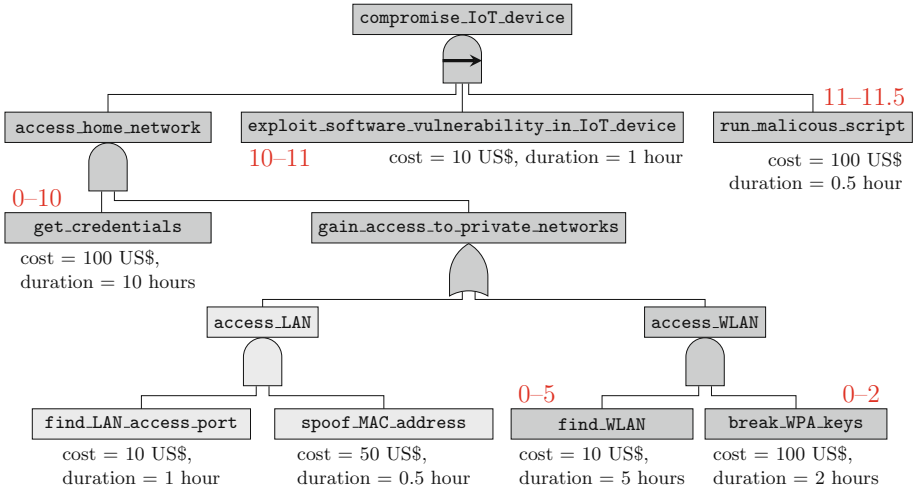 compromise_IoT_device
11–11.5
access_home_network
exploit_software_vulnerability_in_IoT_device
run_malicous_script
10–11
cost = 10 US$, duration = 1 hour
cost = 100 US$
duration = 0.5 hour
0–10
get_credentials
gain_access_to_private_networks
cost = 100 US$,
duration = 10 hours
access_LAN
access_WLAN
0–5
0–2
find_LAN_access_port
spoof_MAC_address
find_WLAN
break_WPA_keys
cost = 10 US$,
duration = 1 hour
cost = 50 US$,
duration = 0.5 hour
cost = 10 US$,
duration = 5 hours
cost = 100 US$,
duration = 2 hours